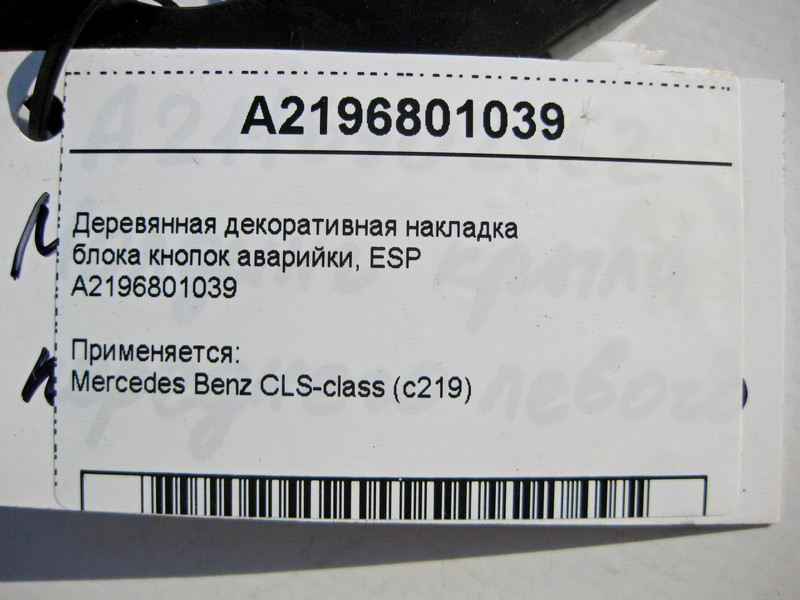 A2196801039
Деревянная декоративная накладка
блока кнопок аварийки, ESP
A2196801039
Применяется:
Mercedes Benz CLS-class (c219)